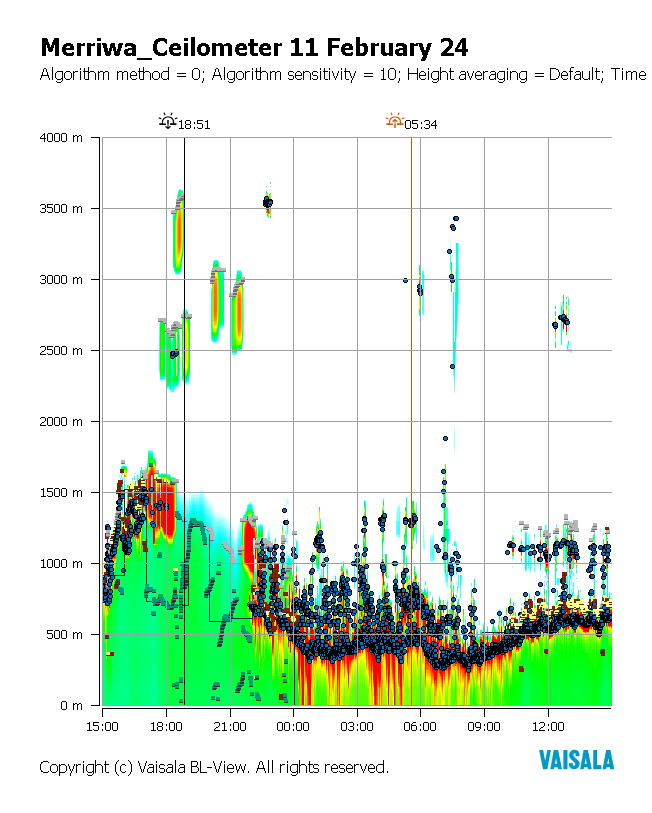 Merriwa_Ceilometer 11 February 24
Algorithm method = 0; Algorithm sensitivity = 10; Height averaging = Default; Time
18:51 05:34
4000 m
3500 m
3000 m
2500 m
2000 m
1500 m
1000 m
500 m
0 m
15:00 18:00 21:00 00:00 03:00 06:00 09:00 12:00
VAISALA
Copyright (c) Vaisala BL-View. All rights reserved.